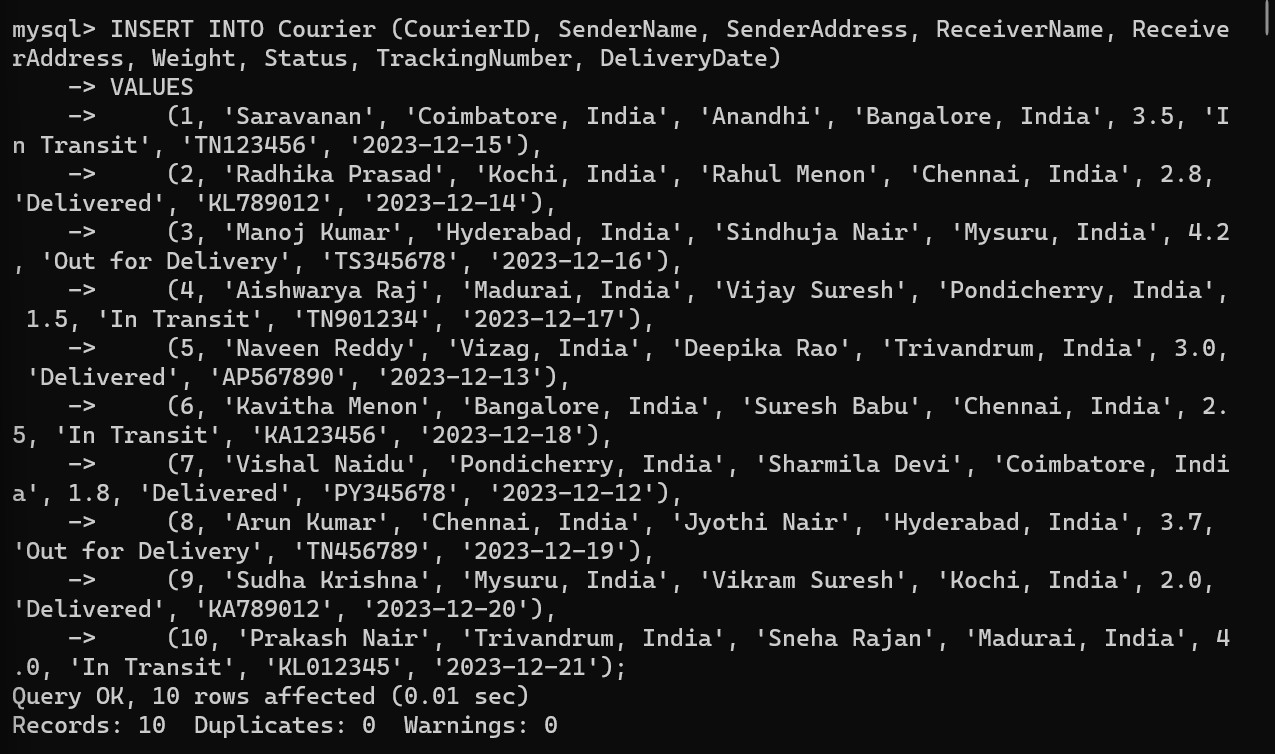 mysql> INSERT INTO Courier (CourierID, SenderName, SenderAddress, ReceiverName, Receive
rAddress, Weight, Status, TrackingNumber, DeliveryDate)
    -> VALUES
    ->     (1, 'Saravanan', 'Coimbatore, India', 'Anandhi', 'Bangalore, India', 3.5, 'I
n Transit', 'TN123456', '2023-12-15'),
    ->     (2, 'Radhika Prasad', 'Kochi, India', 'Rahul Menon', 'Chennai, India', 2.8,
'Delivered', 'KL789012', '2023-12-14'),
    ->     (3, 'Manoj Kumar', 'Hyderabad, India', 'Sindhuja Nair', 'Mysuru, India', 4.2
, 'Out for Delivery', 'TS345678', '2023-12-16'),
    ->     (4, 'Aishwarya Raj', 'Madurai, India', 'Vijay Suresh', 'Pondicherry, India',
 1.5, 'In Transit', 'TN901234', '2023-12-17'),
    ->     (5, 'Naveen Reddy', 'Vizag, India', 'Deepika Rao', 'Trivandrum, India', 3.0,
 'Delivered', 'AP567890', '2023-12-13'),
    ->     (6, 'Kavitha Menon', 'Bangalore, India', 'Suresh Babu', 'Chennai, India', 2.
5, 'In Transit', 'KA123456', '2023-12-18'),
    ->     (7, 'Vishal Naidu', 'Pondicherry, India', 'Sharmila Devi', 'Coimbatore, Indi
a', 1.8, 'Delivered', 'PY345678', '2023-12-12'),
    ->     (8, 'Arun Kumar', 'Chennai, India', 'Jyothi Nair', 'Hyderabad, India', 3.7,
'Out for Delivery', 'TN456789', '2023-12-19'),
    ->     (9, 'Sudha Krishna', 'Mysuru, India', 'Vikram Suresh', 'Kochi, India', 2.0,
'Delivered', 'KA789012', '2023-12-20'),
    ->     (10, 'Prakash Nair', 'Trivandrum, India', 'Sneha Rajan', 'Madurai, India', 4
.0, 'In Transit', 'KL012345', '2023-12-21');
Query OK, 10 rows affected (0.01 sec)
Records: 10  Duplicates: 0  Warnings: 0